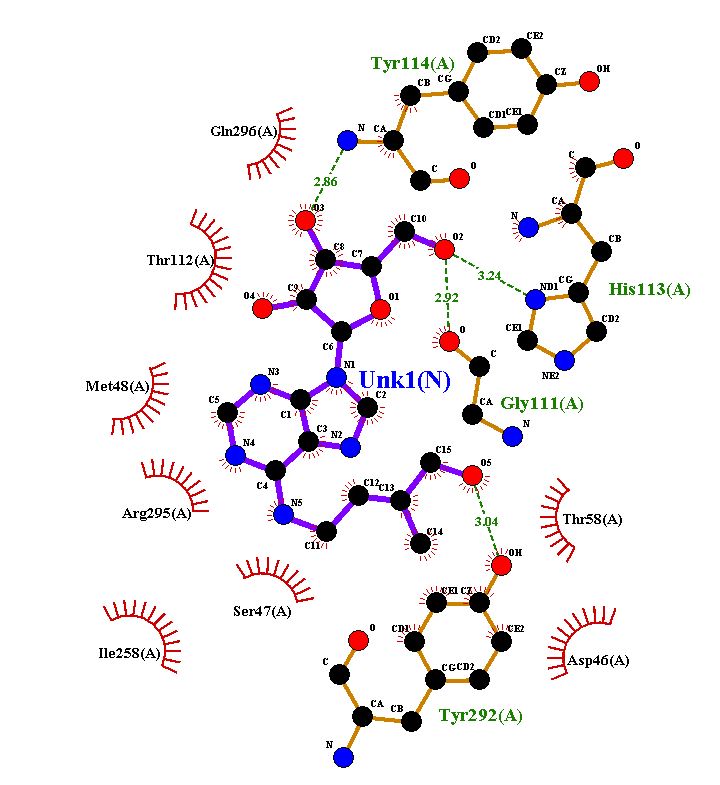 CD2 CE2
Tyr114(A) CB CG CZ OH
Gln296(A) N CA CD1 CE1
C O
2.86 C O
O3 CA
C10 O2 N
Thr112(A) C8 C7 CB
3.24
O4 C9 O1 2.92 ND1 CG His113(A)
C6 O CE1 CD2
C NE2
N3 N1 Unk1(N)
Met48(A) C5 C1 C2 CA Gly111(A)
N4 C3 N2 N
C4 C15 O5
N5 C12 C13
Arg295(A) 3.04 Thr58(A)
C11 C14
OH
Ser47(A) CE1 CZ
O CD1 CE2
Ile258(A) C CG CD2 Asp46(A)
CA CB Tyr292(A)
N